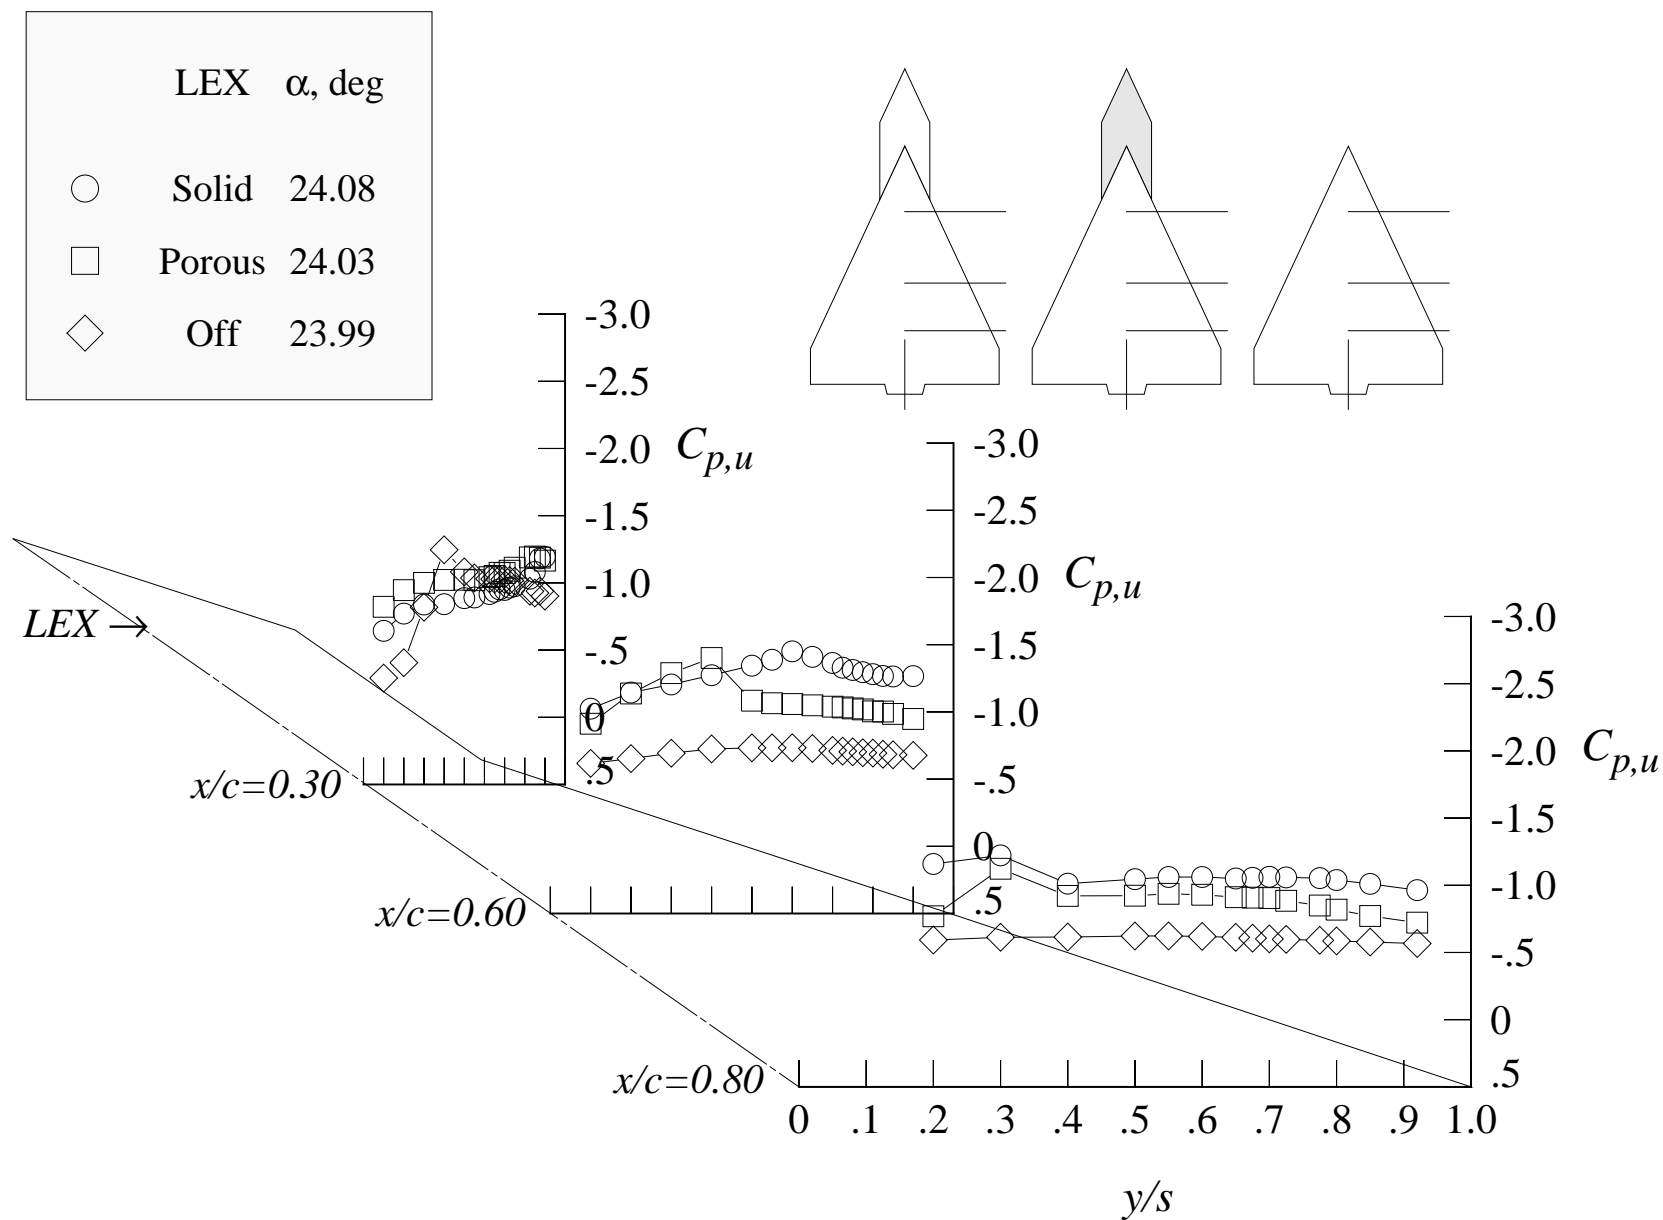 LEX α, deg
Solid 24.08
Porous 24.03
Off 23.99
-3.0
-2.5
-2.0 Cp,u
-1.5
-1.0
-.5
0
.5
x/c=0.30
LEX
-3.0
-2.5
-2.0 Cp,u
-1.5
-1.0
-.5
0
.5
x/c=0.60
-3.0
-2.5
-2.0 Cp,u
-1.5
-1.0
-.5
0
.5
x/c=0.80
0 .1 .2 .3 .4 .5 .6 .7 .8 .9 1.0
y/s